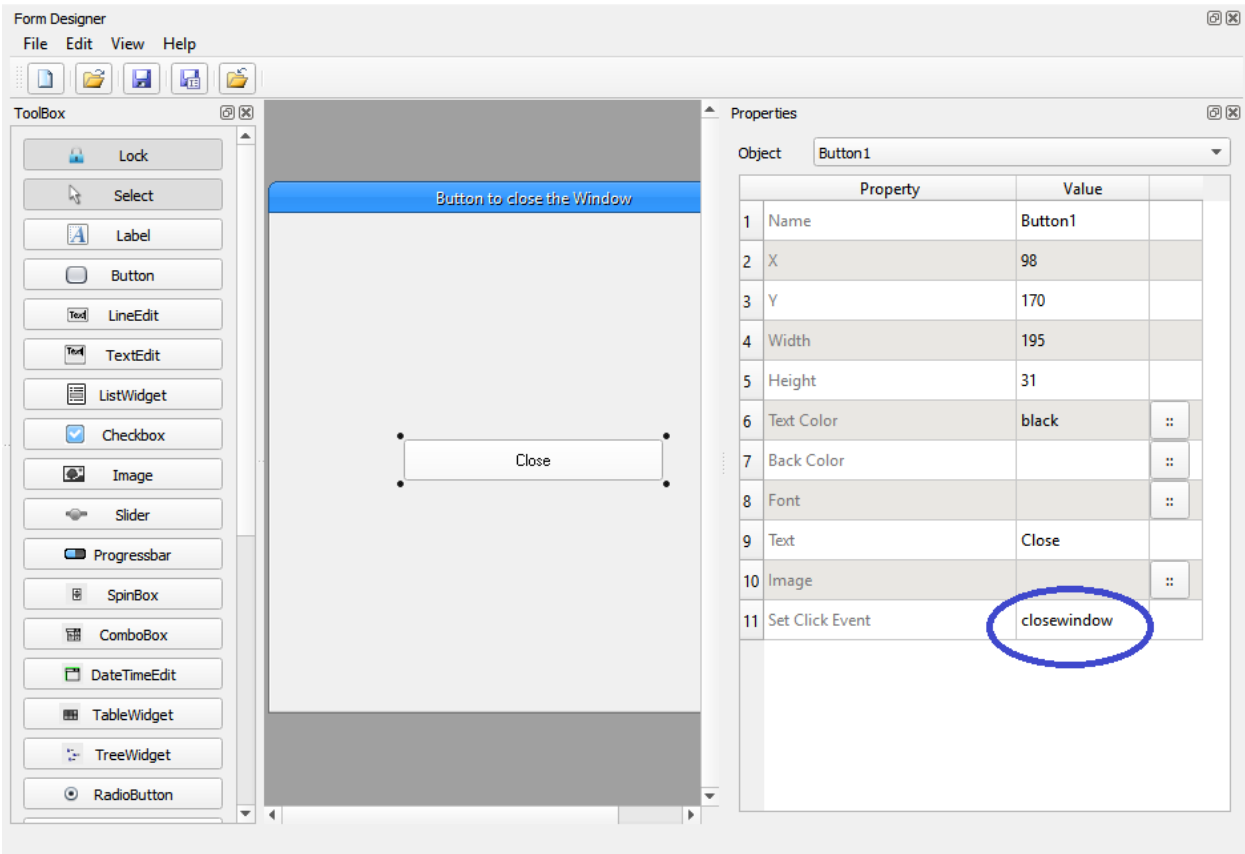 Form Designer
File Edit View Help
ToolBox
Lock
Select
Label
Button
LineEdit
TextEdit
ListWidget
Checkbox
Image
Slider
Progressbar
SpinBox
ComboBox
DateTimeEdit
TableWidget
TreeWidget
RadioButton
Button to close the Window
Close
Properties
Object Button1
Property Value
1 Name Button1
2 X 98
3 Y 170
4 Width 195
5 Height 31
6 Text Color black ::
7 Back Color ::
8 Font ::
9 Text Close
10 Image ::
11 Set Click Event closewindow